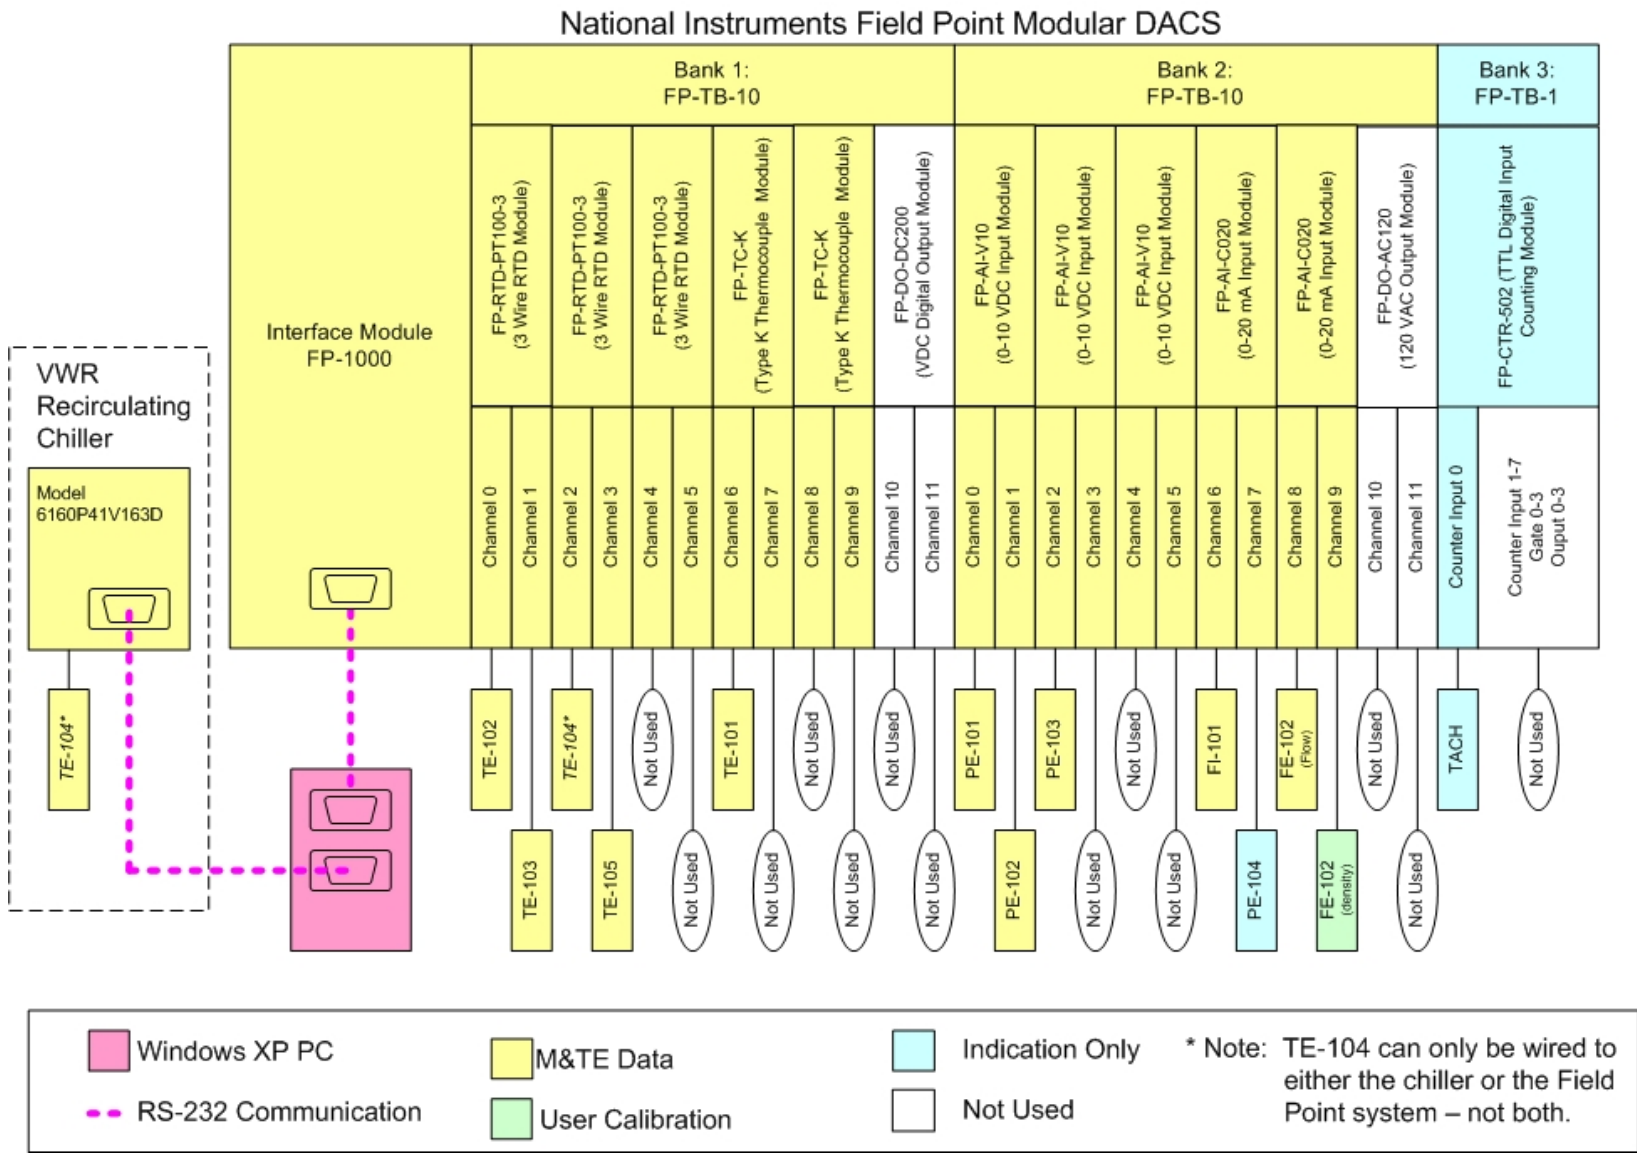 National Instruments Field Point Modular DACS
Bank 1:
FP-TB-10
Bank 2:
FP-TB-10
Bank 3:
FP-TB-1
Interface Module
FP-1000
FP-RTD-PT100-3
(3 Wire RTD Module)
FP-RTD-PT100-3
(3 Wire RTD Module)
FP-RTD-PT100-3
(3 Wire RTD Module)
FP-TC-K
(Type K Thermocouple Module)
FP-TC-K
(Type K Thermocouple Module)
FP-DO-DC200
(VDC Digital Output Module)
FP-AI-V10
(0-10 VDC Input Module)
FP-AI-V10
(0-10 VDC Input Module)
FP-AI-V10
(0-10 VDC Input Module)
FP-AI-C020
(0-20 mA Input Module)
FP-AI-C020
(0-20 mA Input Module)
FP-DO-AC120
(120 VAC Output Module)
FP-CTR-502 (TTL Digital Input
Counting Module)
VWR
Recirculating
Chiller
Model
6160P41V163D
Channel 0
Channel 1
Channel 2
Channel 3
Channel 4
Channel 5
Channel 6
Channel 7
Channel 8
Channel 9
Channel 10
Channel 11
Channel 0
Channel 1
Channel 2
Channel 3
Channel 4
Channel 5
Channel 6
Channel 7
Channel 8
Channel 9
Channel 10
Channel 11
Counter Input 0
Counter Input 1-7
Gate 0-3
Ouput 0-3
TE-104*
TE-102
TE-104*
Not Used
TE-101
Not Used
Not Used
PE-101
PE-103
Not Used
FI-101
FE-102
(Flow)
Not Used
TACH
Not Used
TE-103
TE-105
Not Used
Not Used
Not Used
Not Used
PE-102
Not Used
Not Used
PE-104
FE-102
(density)
Not Used
Windows XP PC
RS-232 Communication
M&TE Data
User Calibration
Indication Only
Not Used
* Note: TE-104 can only be wired to
either the chiller or the Field
Point system – not both.